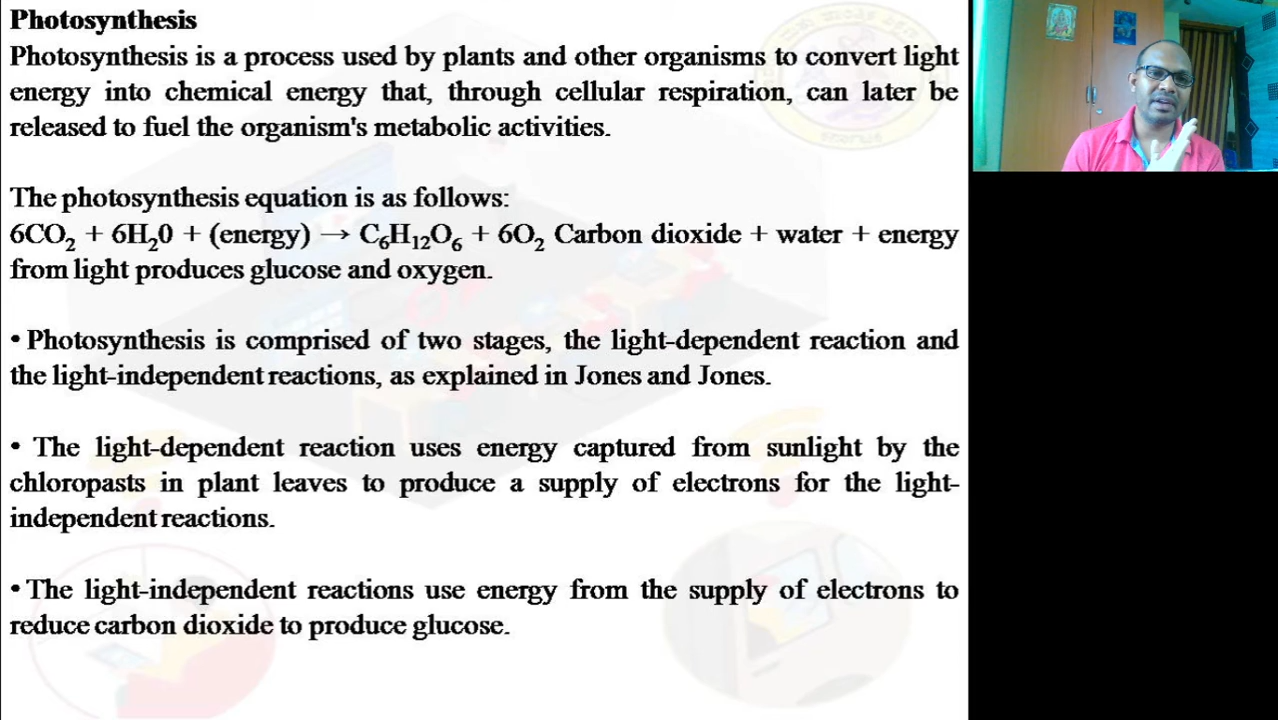 Photosynthesis
Photosynthesis is a process used by plants and other organisms to convert light
energy into chemical energy that, through cellular respiration, can later be
released to fuel the organism's metabolic activities.
The photosynthesis equation is as follows:
6CO₂ + 6H₂0 + (energy) → C₆H₁₂O₆ + 6O₂ Carbon dioxide + water + energy
from light produces glucose and oxygen.
• Photosynthesis is comprised of two stages, the light-dependent reaction and
the light-independent reactions, as explained in Jones and Jones.
• The light-dependent reaction uses energy captured from sunlight by the
chloropasts in plant leaves to produce a supply of electrons for the light-
independent reactions.
• The light-independent reactions use energy from the supply of electrons to
reduce carbon dioxide to produce glucose.